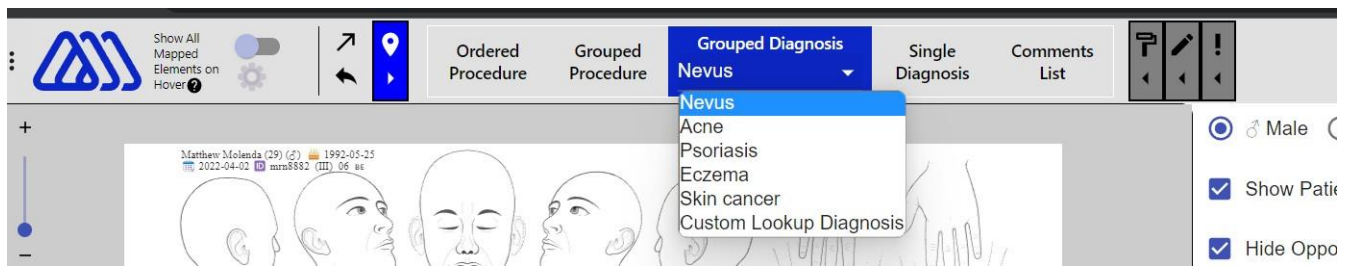 Show All
Mapped
Elements on
Hover?
Ordered
Procedure
Grouped
Procedure
Grouped Diagnosis
Nevus
Single
Diagnosis
Comments
List
Nevus
Acne
Psoriasis
Eczema
Skin cancer
Custom Lookup Diagnosis
Matthew Molenda (29) (♂) 1992-05-25
2022-04-02 ID mrn8882 (III) 06 BE
♂ Male
Show Patie
Hide Oppo